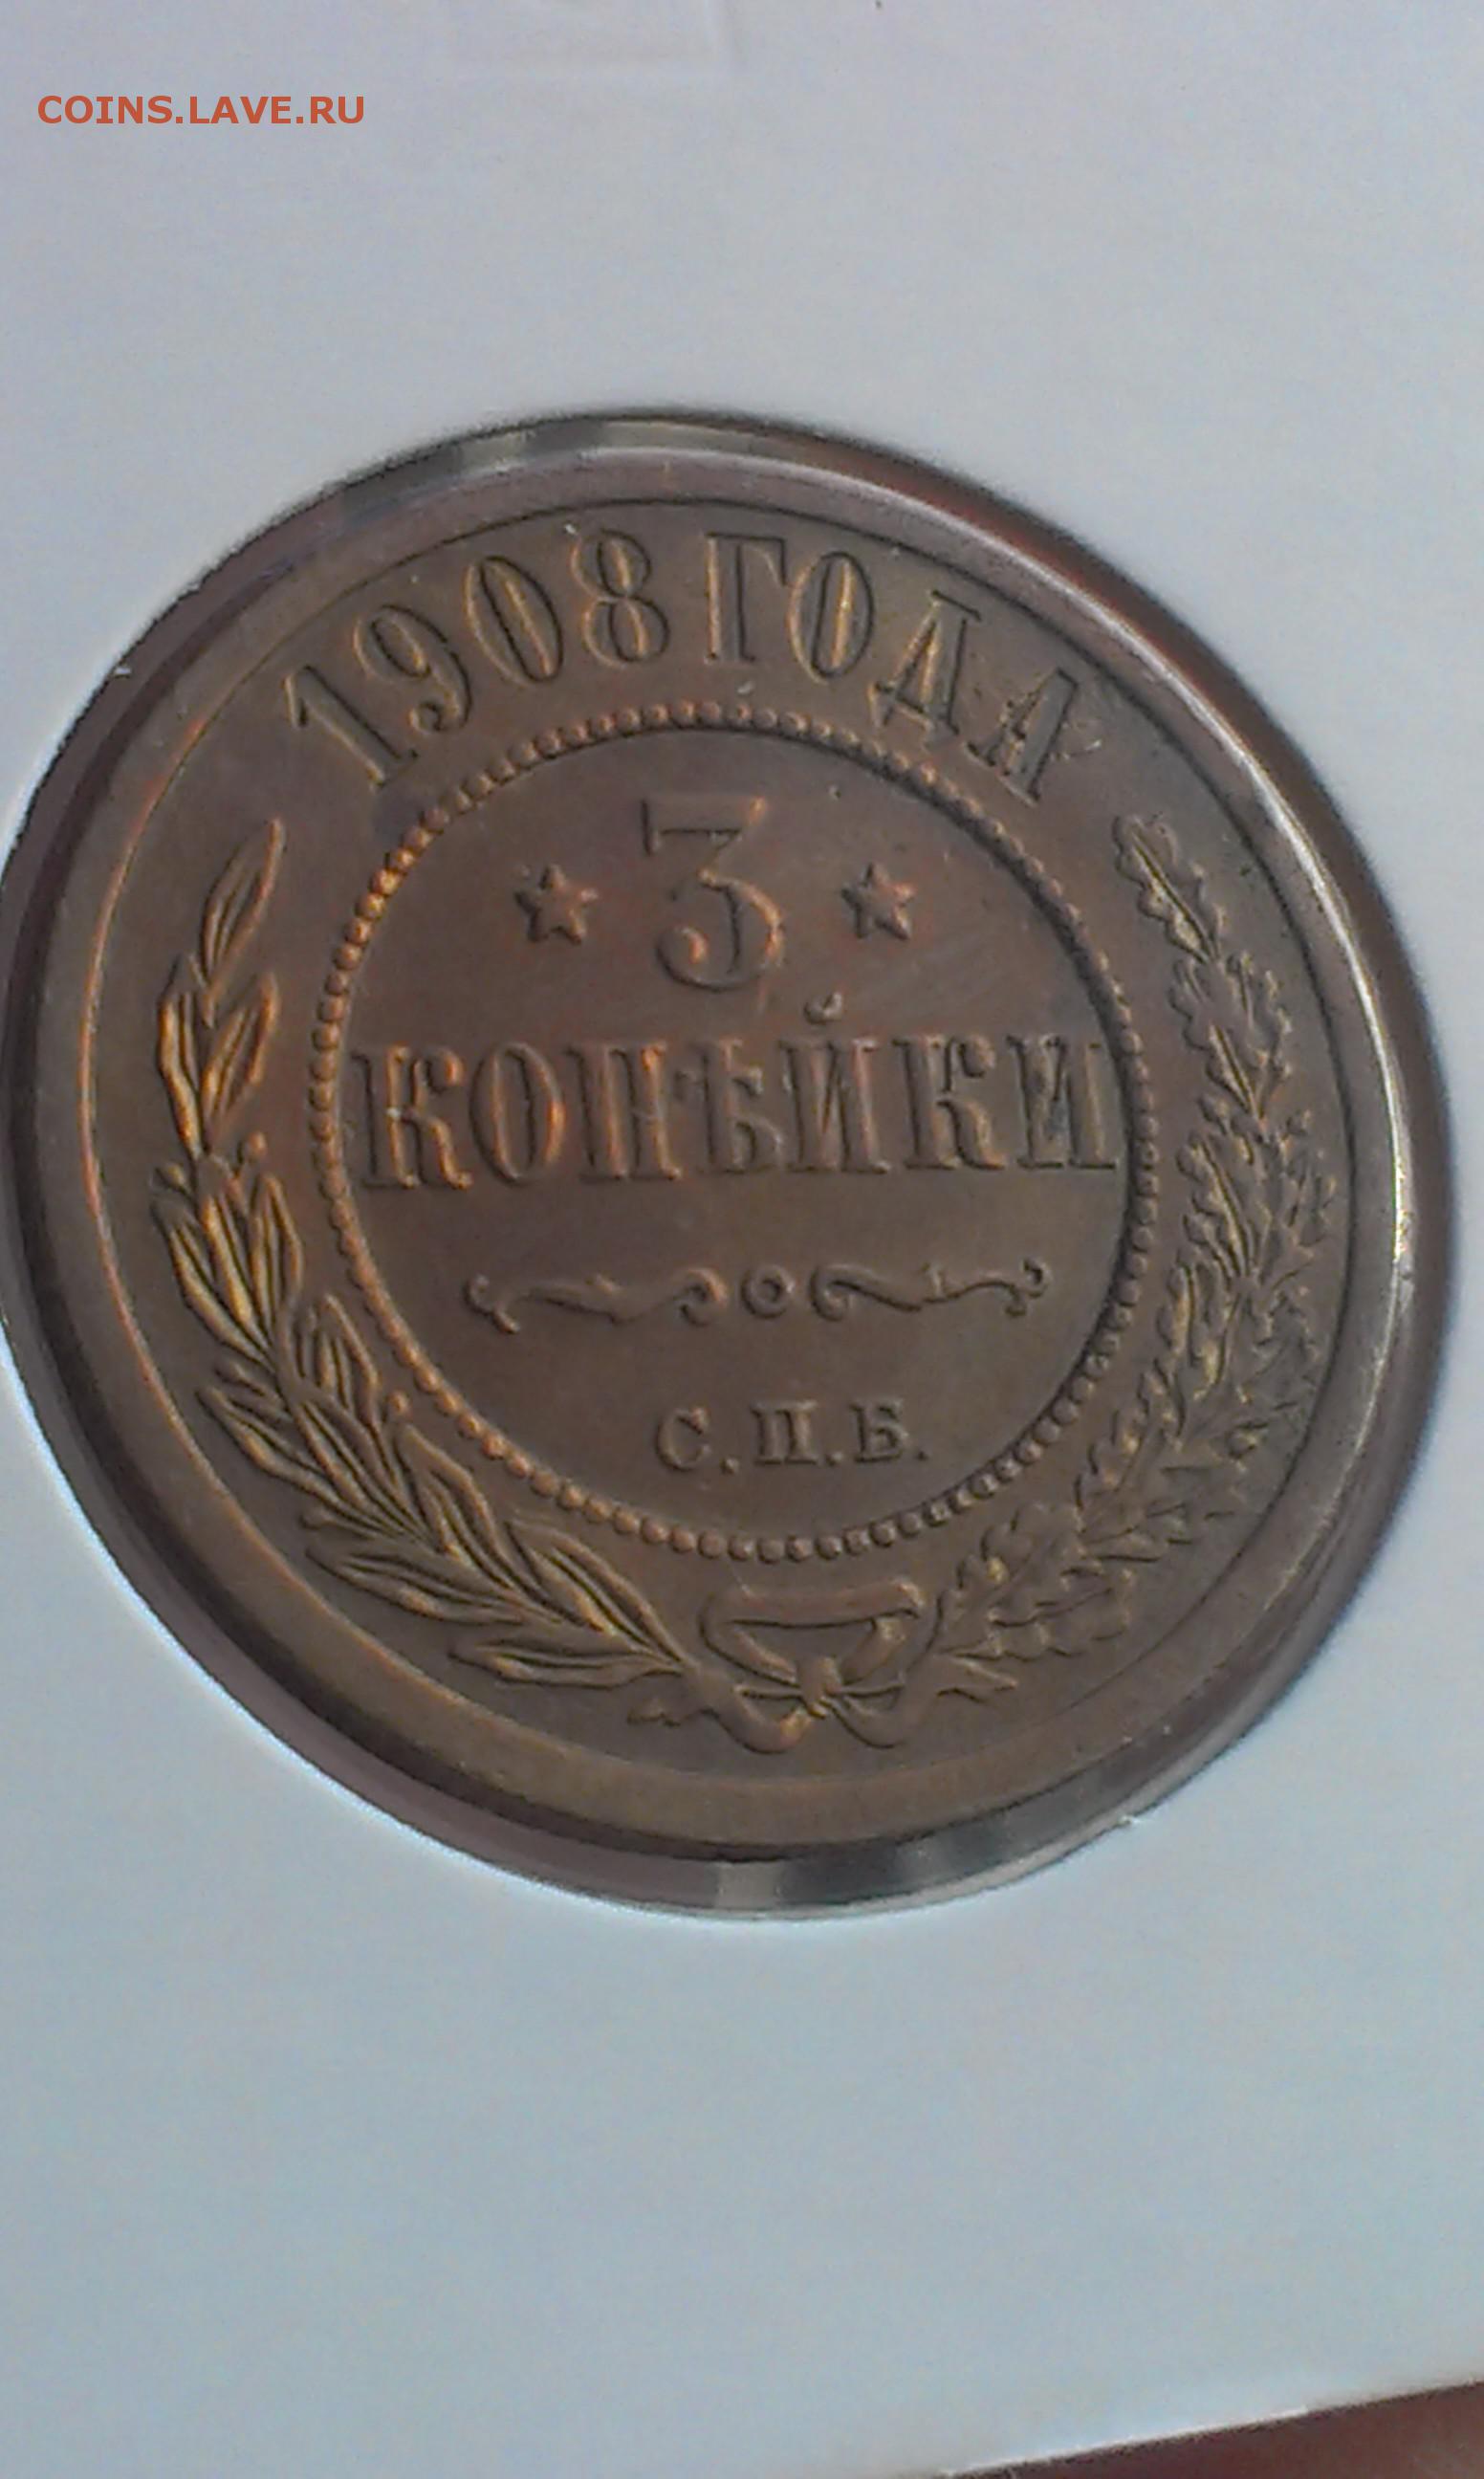 COINS.LAVE.RU
1908 ГОДА
3
КОПѢЙКИ
С.П.Б.